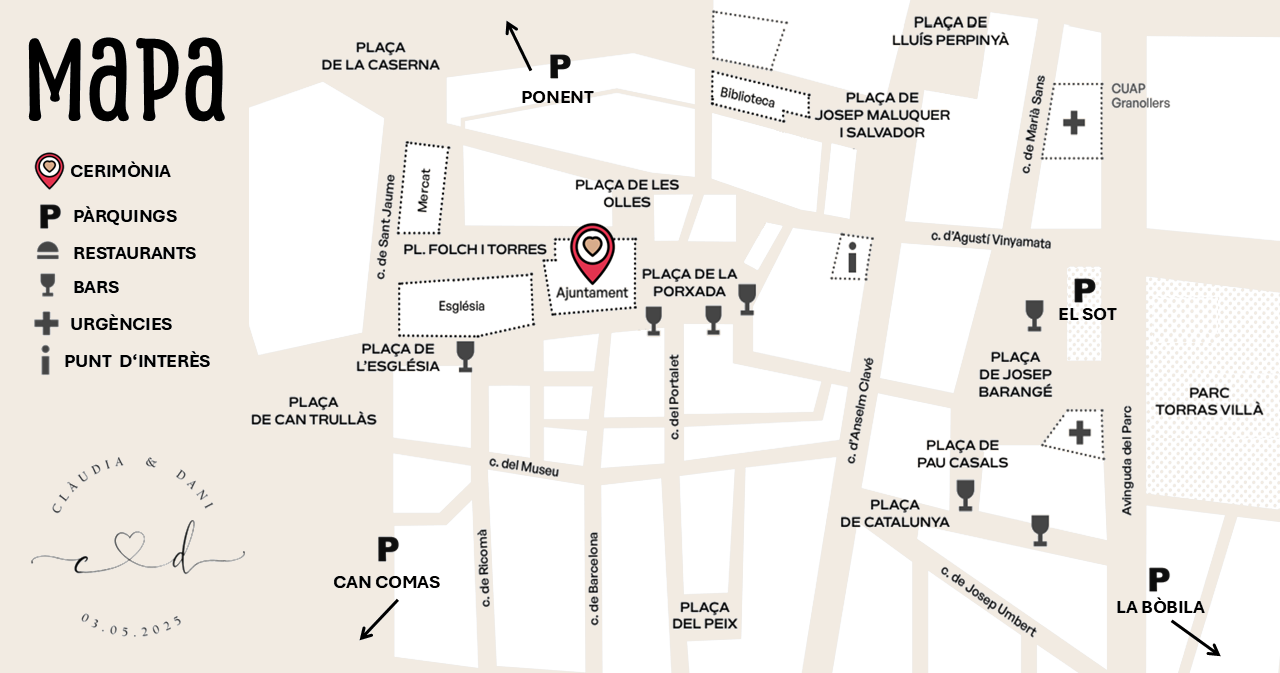 MAPA
CERIMÒNIA
PÀRQUINGS
RESTAURANTS
BARS
URGÈNCIES
PUNT D‘INTERÈS
CLÀUDIA & DANI
c d
03.05.2025
PLAÇA
DE LA CASERNA
P
PONENT
Biblioteca
PLAÇA DE
LLUÍS PERPINYÀ
PLAÇA DE
JOSEP MALUQUER
I SALVADOR
c. de Marià Sans
CUAP
Granollers
Mercat
c. de Sant Jaume
PLAÇA DE LES
OLLES
PL. FOLCH I TORRES
Ajuntament
Església
PLAÇA DE LA
PORXADA
c. d'Agustí Vinyamata
P
EL SOT
PLAÇA DE
L'ESGLÉSIA
PLAÇA
DE CAN TRULLÀS
c. del Portalet
c. d'Anselm Clavé
PLAÇA
DE JOSEP
BARANGÉ
PARC
TORRAS VILLÀ
Avinguda del Parc
PLAÇA DE
PAU CASALS
c. del Museu
PLAÇA
DE CATALUNYA
P
CAN COMAS
c. de Ricomà
c. de Barcelona
PLAÇA
DEL PEIX
c. de Josep Umbert
P
LA BÒBILA